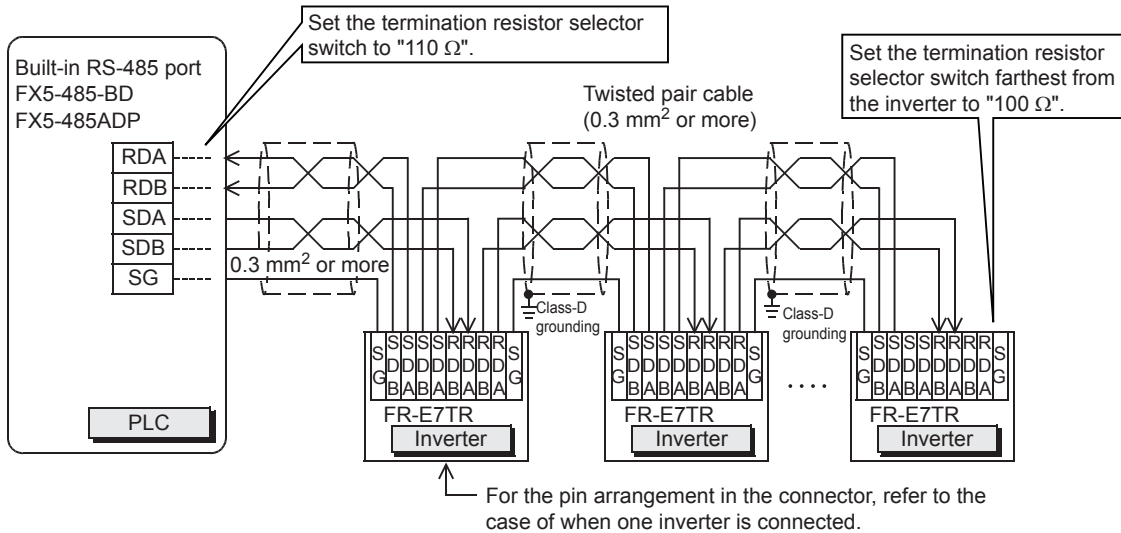 Set the termination resistor selector
switch to "110 Ω".
Built-in RS-485 port
FX5-485-BD
FX5-485ADP
Set the termination resistor
selector switch farthest from
the inverter to "100 Ω".
Twisted pair cable
(0.3 mm² or more)
RDA
RDB
SDA
SDB
SG
0.3 mm² or more
Class-D
grounding
Class-D
grounding
SG SDB SDA SDB SDA RDB RDA RDB RDA SG
SG SDB SDA SDB SDA RDB RDA RDB RDA SG
....
SG SDB SDA SDB SDA RDB RDA RDB RDA SG
FR-E7TR
FR-E7TR
FR-E7TR
PLC
Inverter
Inverter
Inverter
For the pin arrangement in the connector, refer to the
case of when one inverter is connected.